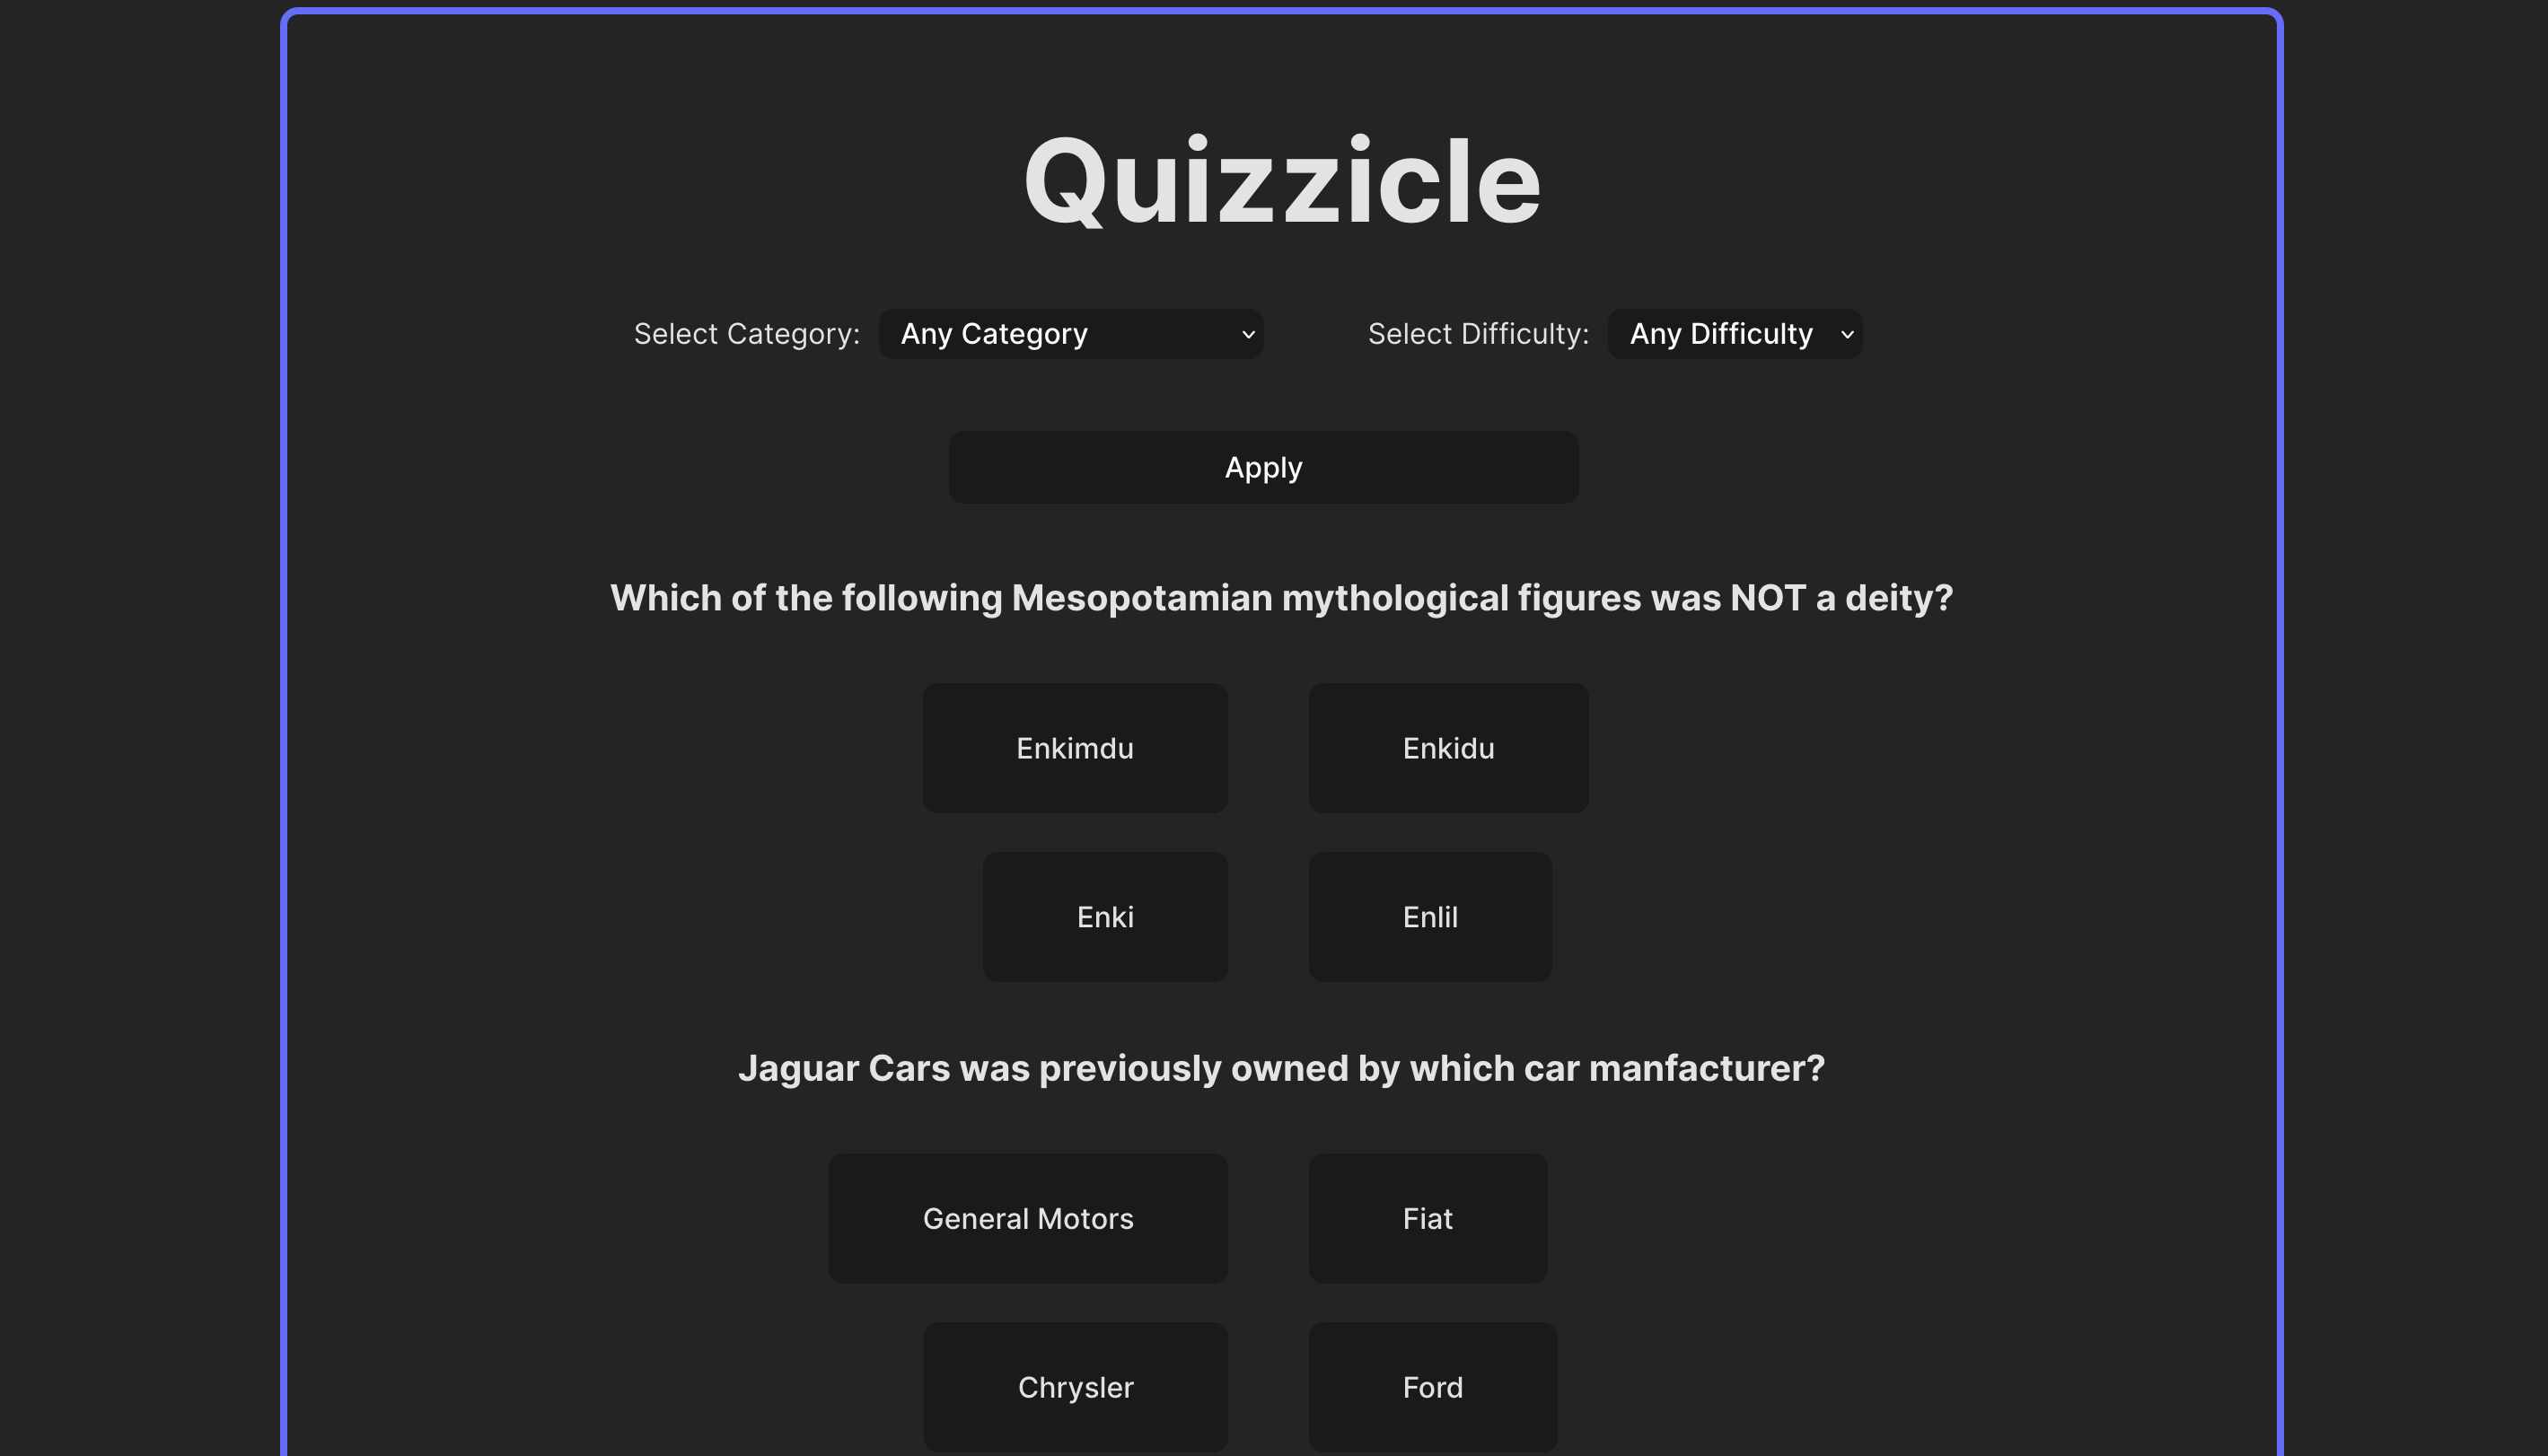 Quizzicle
Select Category: Any Category Select Difficulty: Any Difficulty
Apply
Which of the following Mesopotamian mythological figures was NOT a deity?
Enkimdu Enkidu
Enki Enlil
Jaguar Cars was previously owned by which car manfacturer?
General Motors Fiat
Chrysler Ford